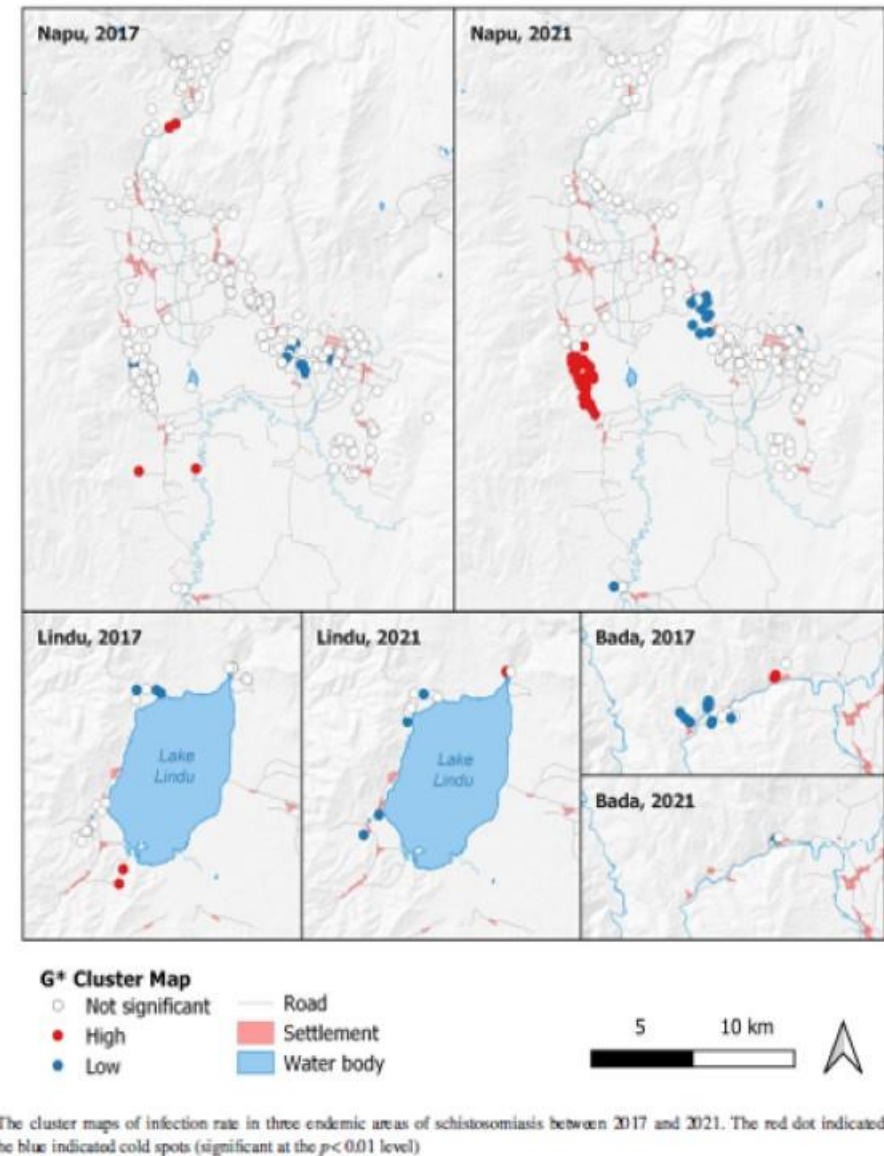 Napu, 2017
Napu, 2021
Lindu, 2017
Lindu, 2021
Bada, 2017
Lake
Lindu
Lake
Lindu
Bada, 2021
G* Cluster Map
Not significant
High
Low
Road
Settlement
Water body
5 10 km
The cluster maps of infection rate in three endemic areas of schistosomiasis between 2017 and 2021. The red dot indicated
he blue indicated cold spots (significant at the p< 0.01 level)